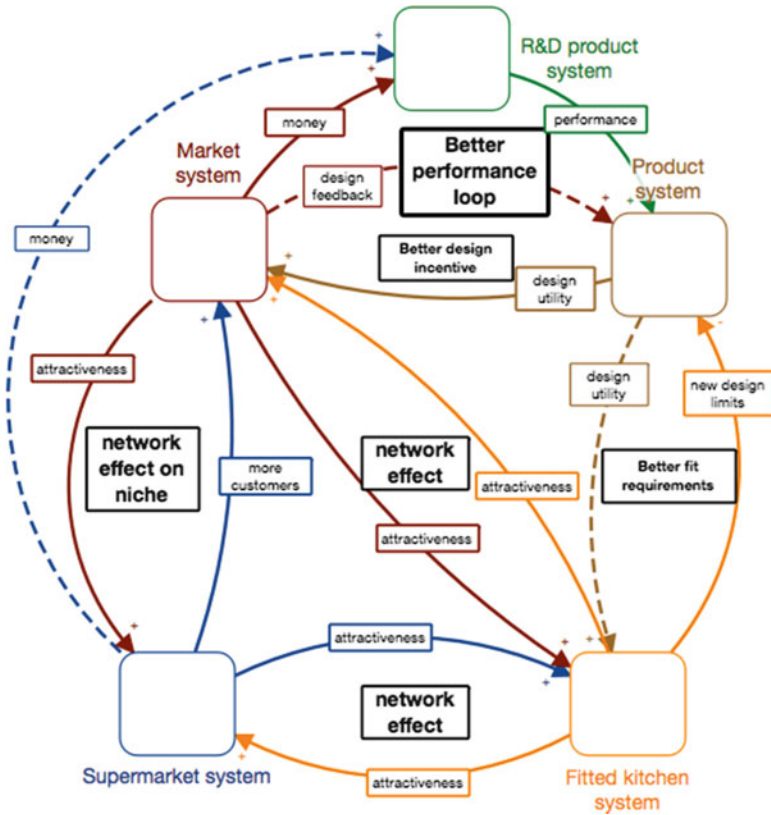 R&D product
system
+
+
money
performance
Market
system
Better
performance
loop
design
feedback
Product
system
+
+
money
+
Better design
incentive
design
utility
+
+
-
attractiveness
design
utility
new design
limits
network
effect on
niche
more
customers
network
effect
attractiveness
Better fit
requirements
attractiveness
+
+
+
attractiveness
+
network
effect
+
attractiveness
Supermarket system
Fitted kitchen
system